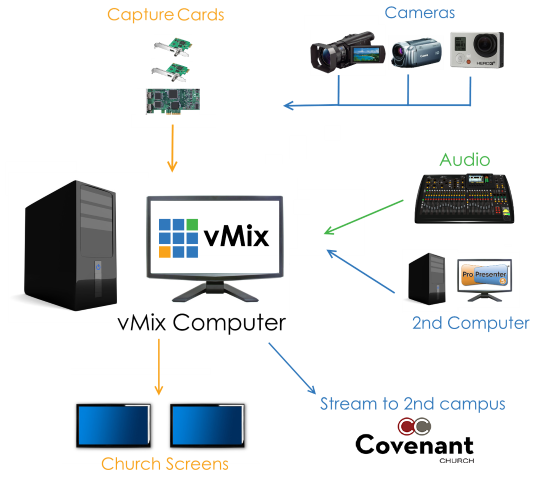 Capture Cards
Cameras
HERO3+
Audio
vMix
Pro Presenter
vMix Computer
2nd Computer
Stream to 2nd campus
Covenant
CHURCH
Church Screens